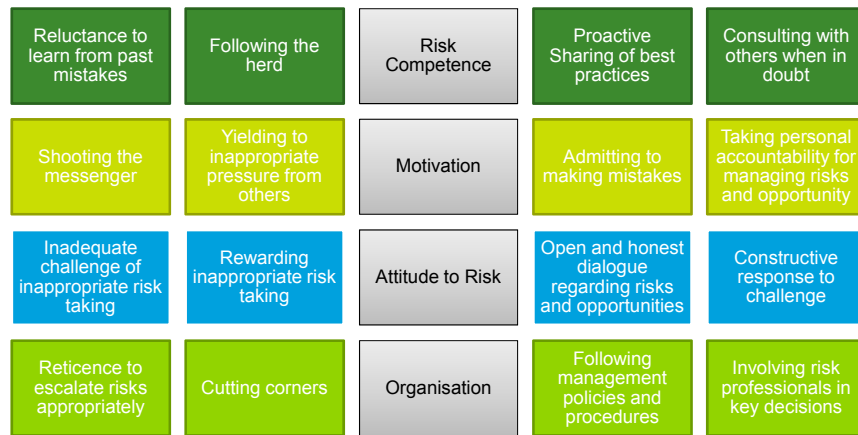 Reluctance to
learn from past
mistakes
Following the
herd
Risk
Competence
Proactive
Sharing of best
practices
Consulting with
others when in
doubt
Shooting the
messenger
Yielding to
inappropriate
pressure from
others
Motivation
Admitting to
making mistakes
Taking personal
accountability for
managing risks
and opportunity
Inadequate
challenge of
inappropriate risk
taking
Rewarding
inappropriate risk
taking
Attitude to Risk
Open and honest
dialogue
regarding risks
and opportunities
Constructive
response to
challenge
Reticence to
escalate risks
appropriately
Cutting corners
Organisation
Following
management
policies and
procedures
Involving risk
professionals in
key decisions